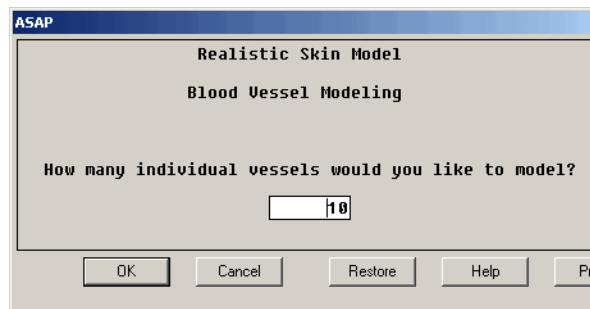 ASAP
Realistic Skin Model
Blood Vessel Modeling
How many individual vessels would you like to model?
10
OK Cancel Restore Help